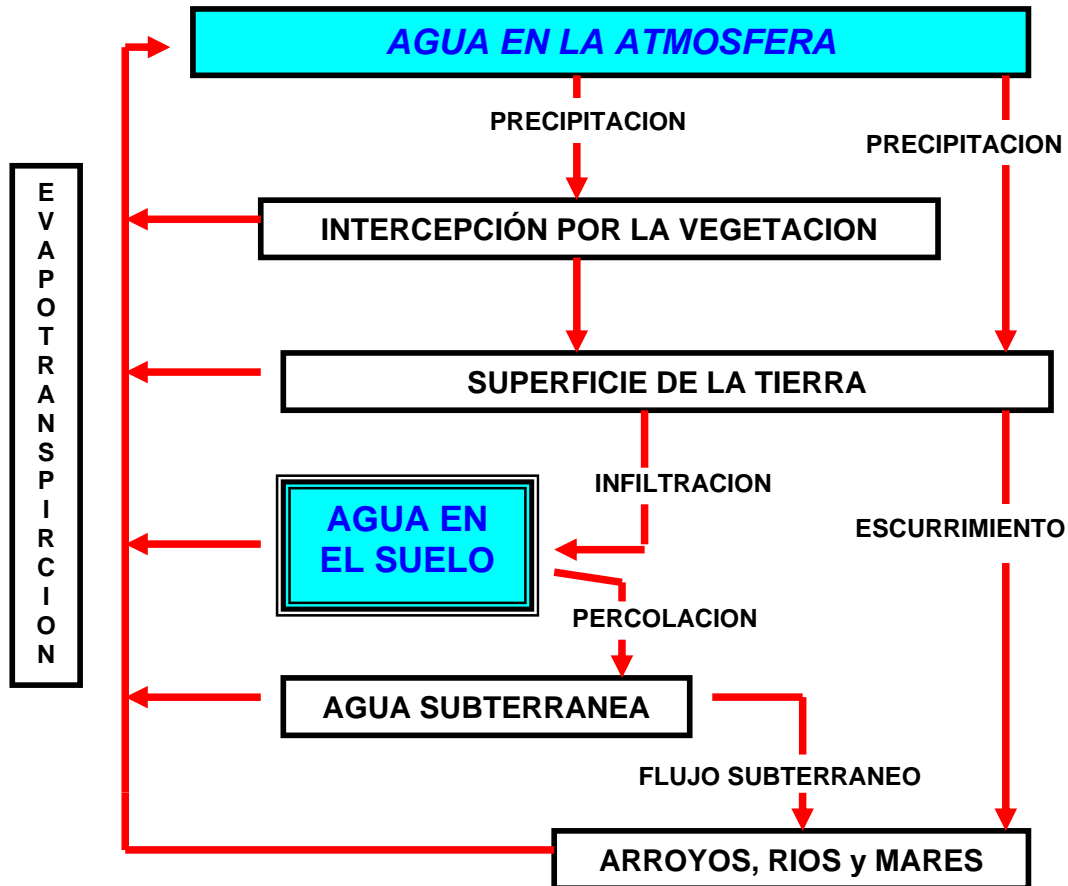 AGUA EN LA ATMOSFERA
PRECIPITACION
PRECIPITACION
EVAPOTRANSPIRCION
INTERCEPCIÓN POR LA VEGETACION
SUPERFICIE DE LA TIERRA
INFILTRACION
AGUA EN
EL SUELO
ESCURRIMIENTO
PERCOLACION
AGUA SUBTERRANEA
FLUJO SUBTERRANEO
ARROYOS, RIOS y MARES